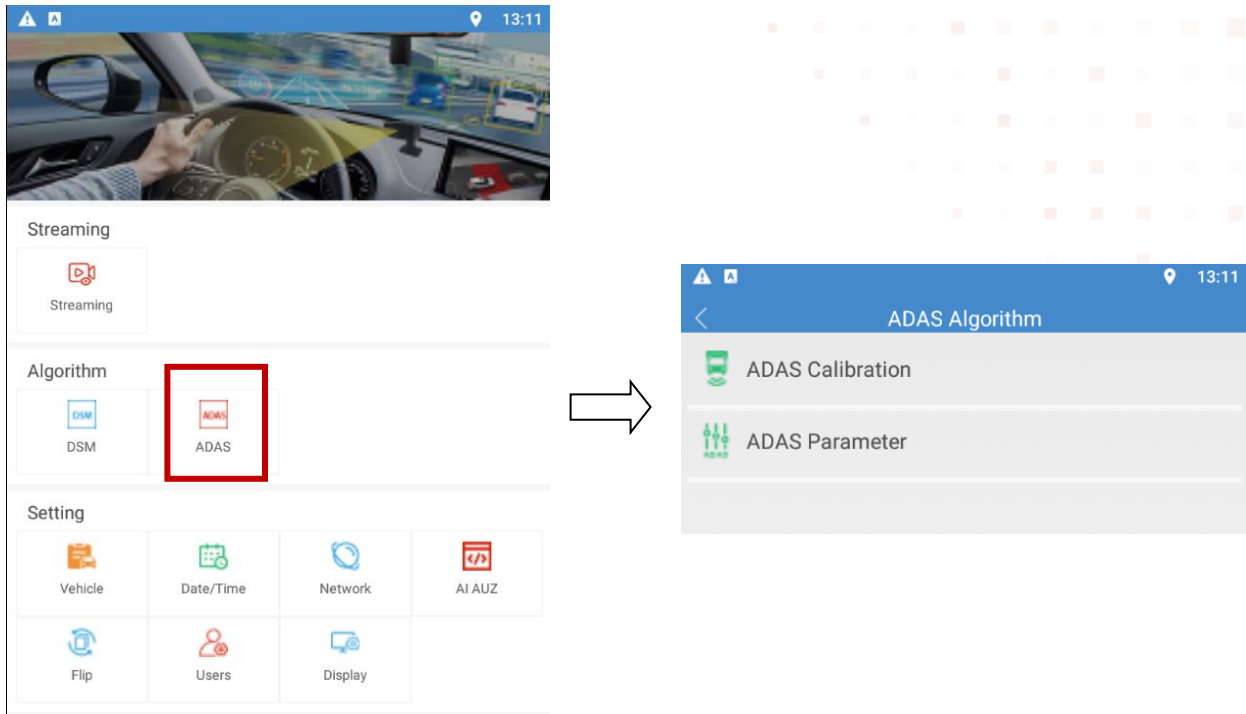 13:11
Streaming
Streaming
Algorithm
DSM
ADAS
DSM
ADAS
Setting
Vehicle
Date/Time
Network
AI AUZ
Flip
Users
Display
A
13:11
ADAS Algorithm
ADAS Calibration
ADAS
ADAS Parameter